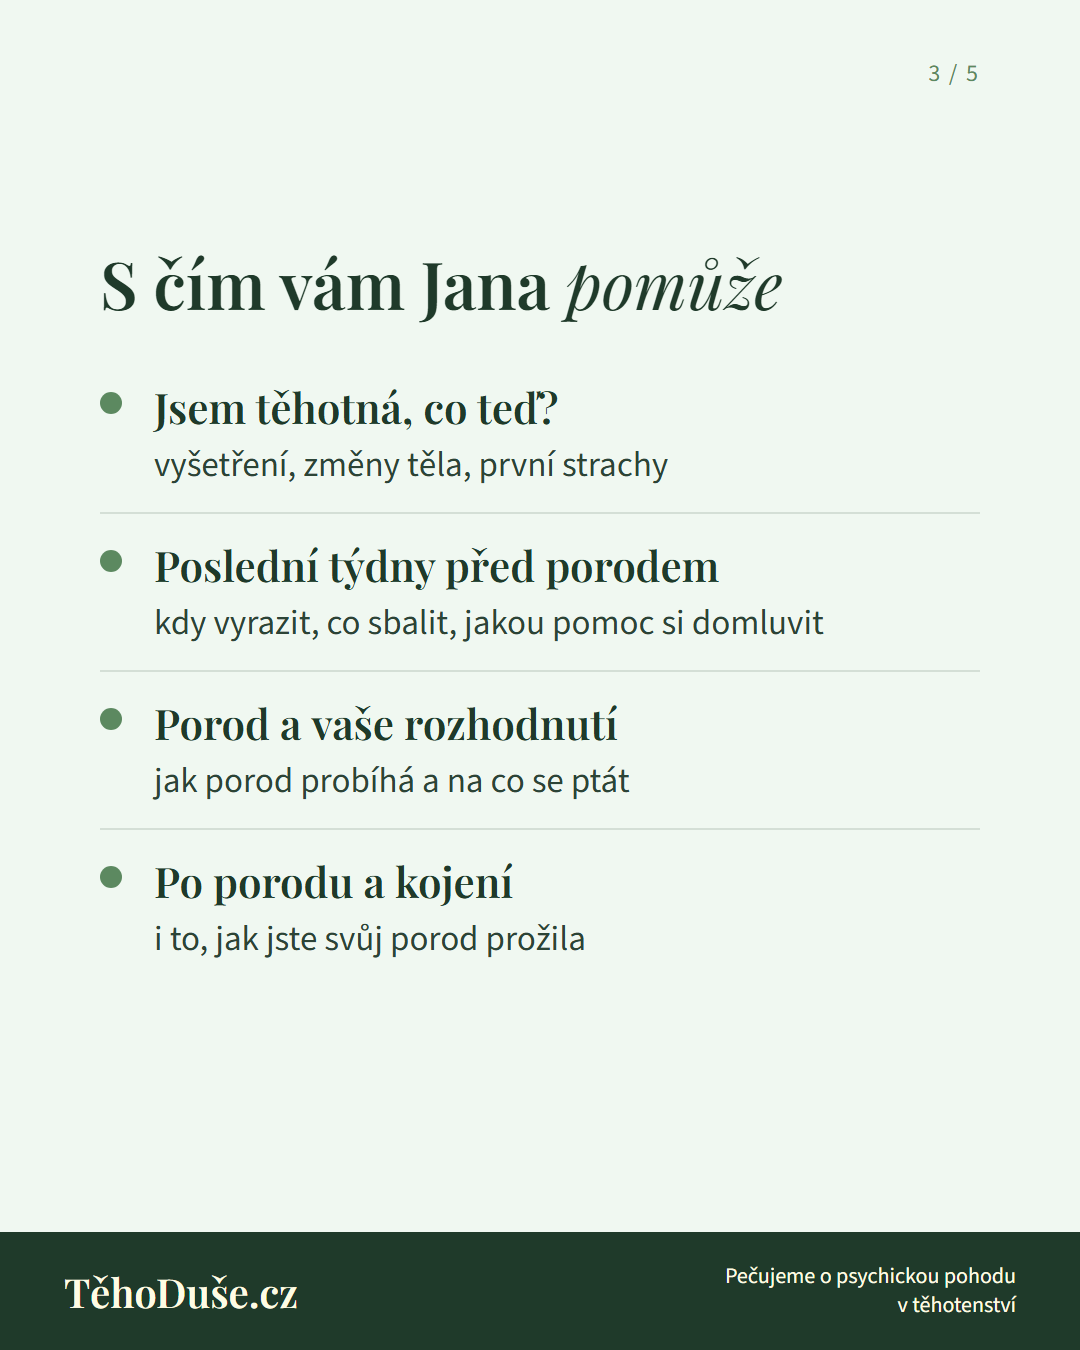 3 / 5
S čím vám Jana pomůže
Jsem těhotná, co teď?
vyšetření, změny těla, první strachy
Poslední týdny před porodem
kdy vyrazit, co sbalit, jakou pomoc si domluvit
Porod a vaše rozhodnutí
jak porod probíhá a na co se ptát
Po porodu a kojení
i to, jak jste svůj porod prožila
TěhoDuše.cz
Pečujeme o psychickou pohodu
v těhotenství